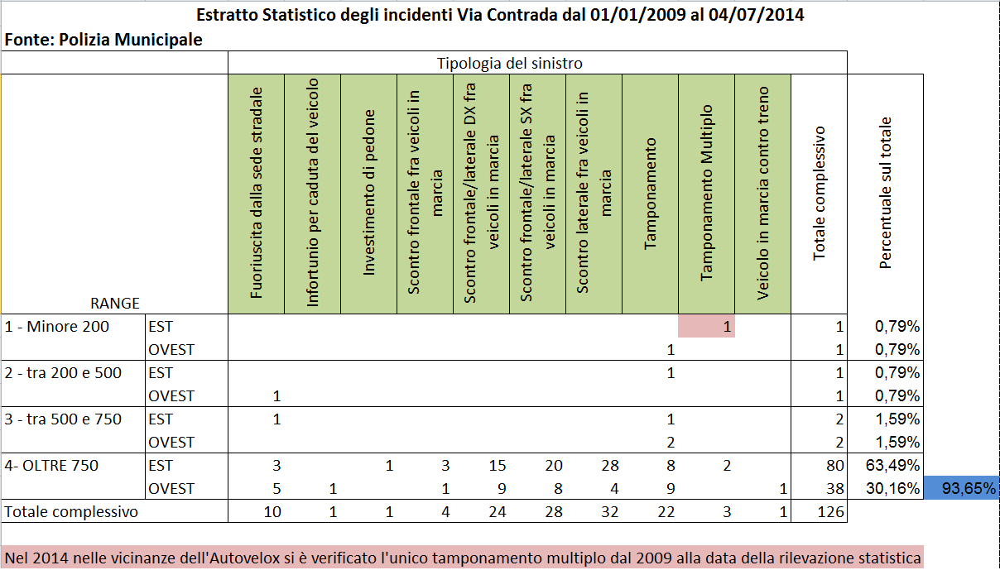 Estratto Statistico degli incidenti Via Contrada dal 01/01/2009 al 04/07/2014
Fonte: Polizia Municipale
Tipologia del sinistro
RANGE
Fuoriuscita dalla sede stradale
Infortunio per caduta del veicolo
Investimento di pedone
Scontro frontale fra veicoli in
marcia
Scontro frontale/laterale DX fra
veicoli in marcia
Scontro frontale/laterale SX fra
veicoli in marcia
Scontro laterale fra veicoli in
marcia
Tamponamento
Tamponamento Multiplo
Veicolo in marcia contro treno
Totale complessivo
Percentuale sul totale
1 - Minore 200 EST 1 1 0,79%
OVEST 1 1 0,79%
2 - tra 200 e 500 EST 1 1 0,79%
OVEST 1 1 0,79%
3 - tra 500 e 750 EST 1 1 2 1,59%
OVEST 2 2 1,59%
4- OLTRE 750 EST 3 1 3 15 20 28 8 2 80 63,49%
OVEST 5 1 1 9 8 4 9 1 38 30,16% 93,65%
Totale complessivo 10 1 1 4 24 28 32 22 3 1 126
Nel 2014 nelle vicinanze dell'Autovelox si è verificato l'unico tamponamento multiplo dal 2009 alla data della rilevazione statistica